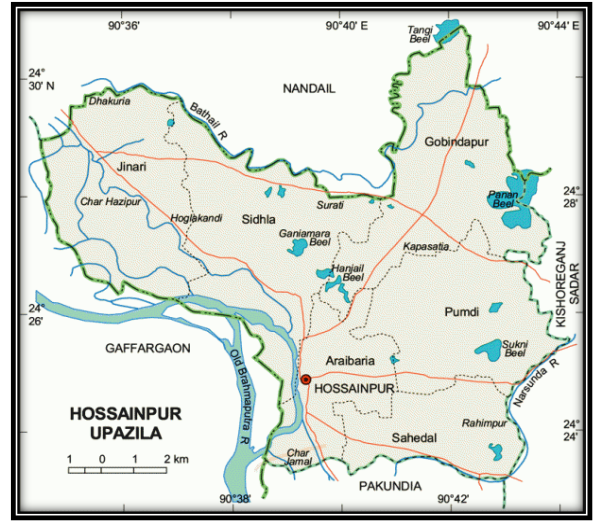 90°36'
90°40' E
90°44' E
Tangi
Beel
24°
30' N
NANDAIL
Dhakuria
Bathail R
Gobindapur
Jinari
Panan
Beel
24°
28'
Char Hazipur
Hoglakandi
Sidhla
Surati
Ganiamara
Beel
Kapasatia
Hanjail
Beel
KISHOREGANJ
SADAR
24°
26'
Pumdi
GAFFARGAON
Old Brahmaputra R
Araibaria
Sukni
Beel
HOSSAINPUR
Narsunda R
HOSSAINPUR
UPAZILA
Rahimpur
24°
24'
Sahedal
1 0 1 2 km
Char
Jamal
PAKUNDIA
90°38'
90°42'